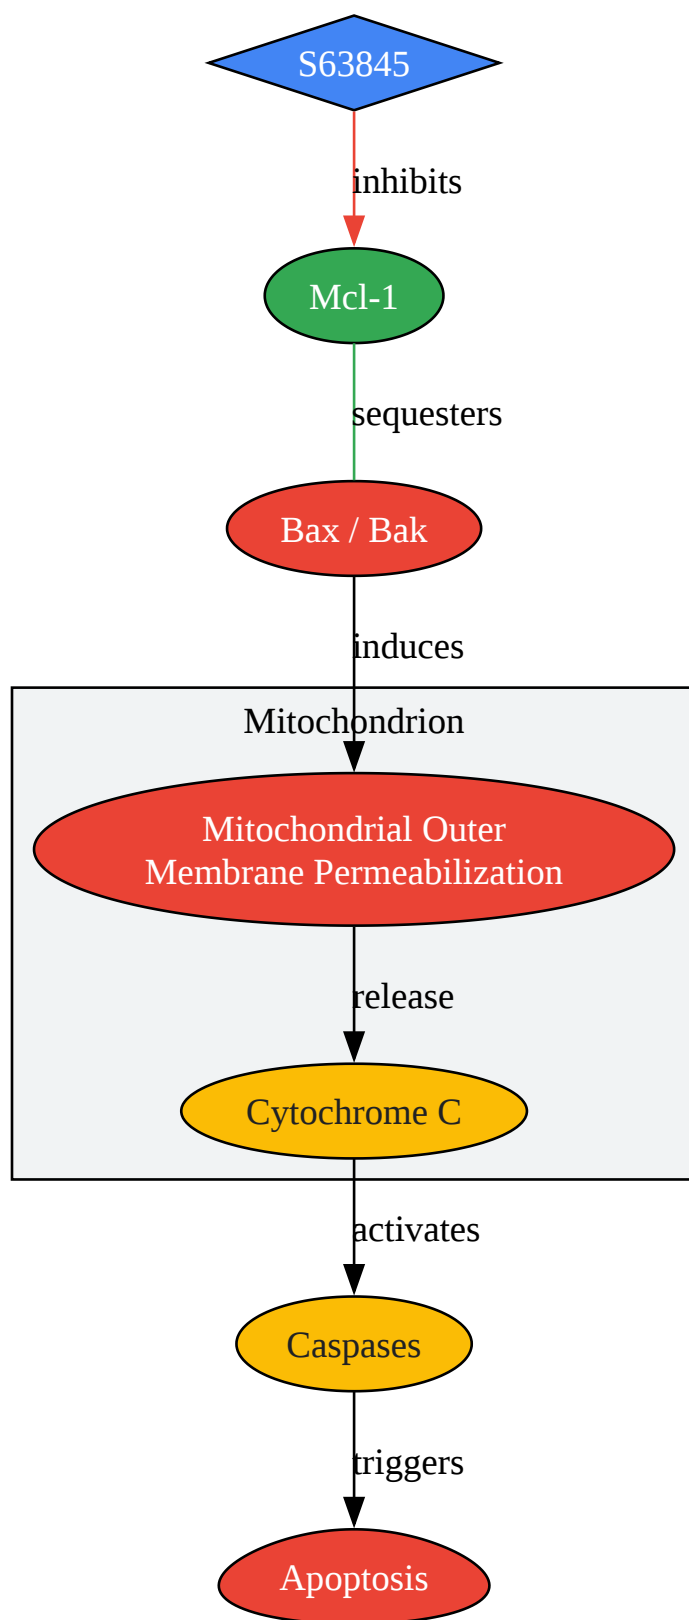 S63845
inhibits
Mcl-1
sequesters
Bax / Bak
induces
Mitochondrion
Mitochondrial Outer
Membrane Permeabilization
release
Cytochrome C
activates
Caspases
triggers
Apoptosis